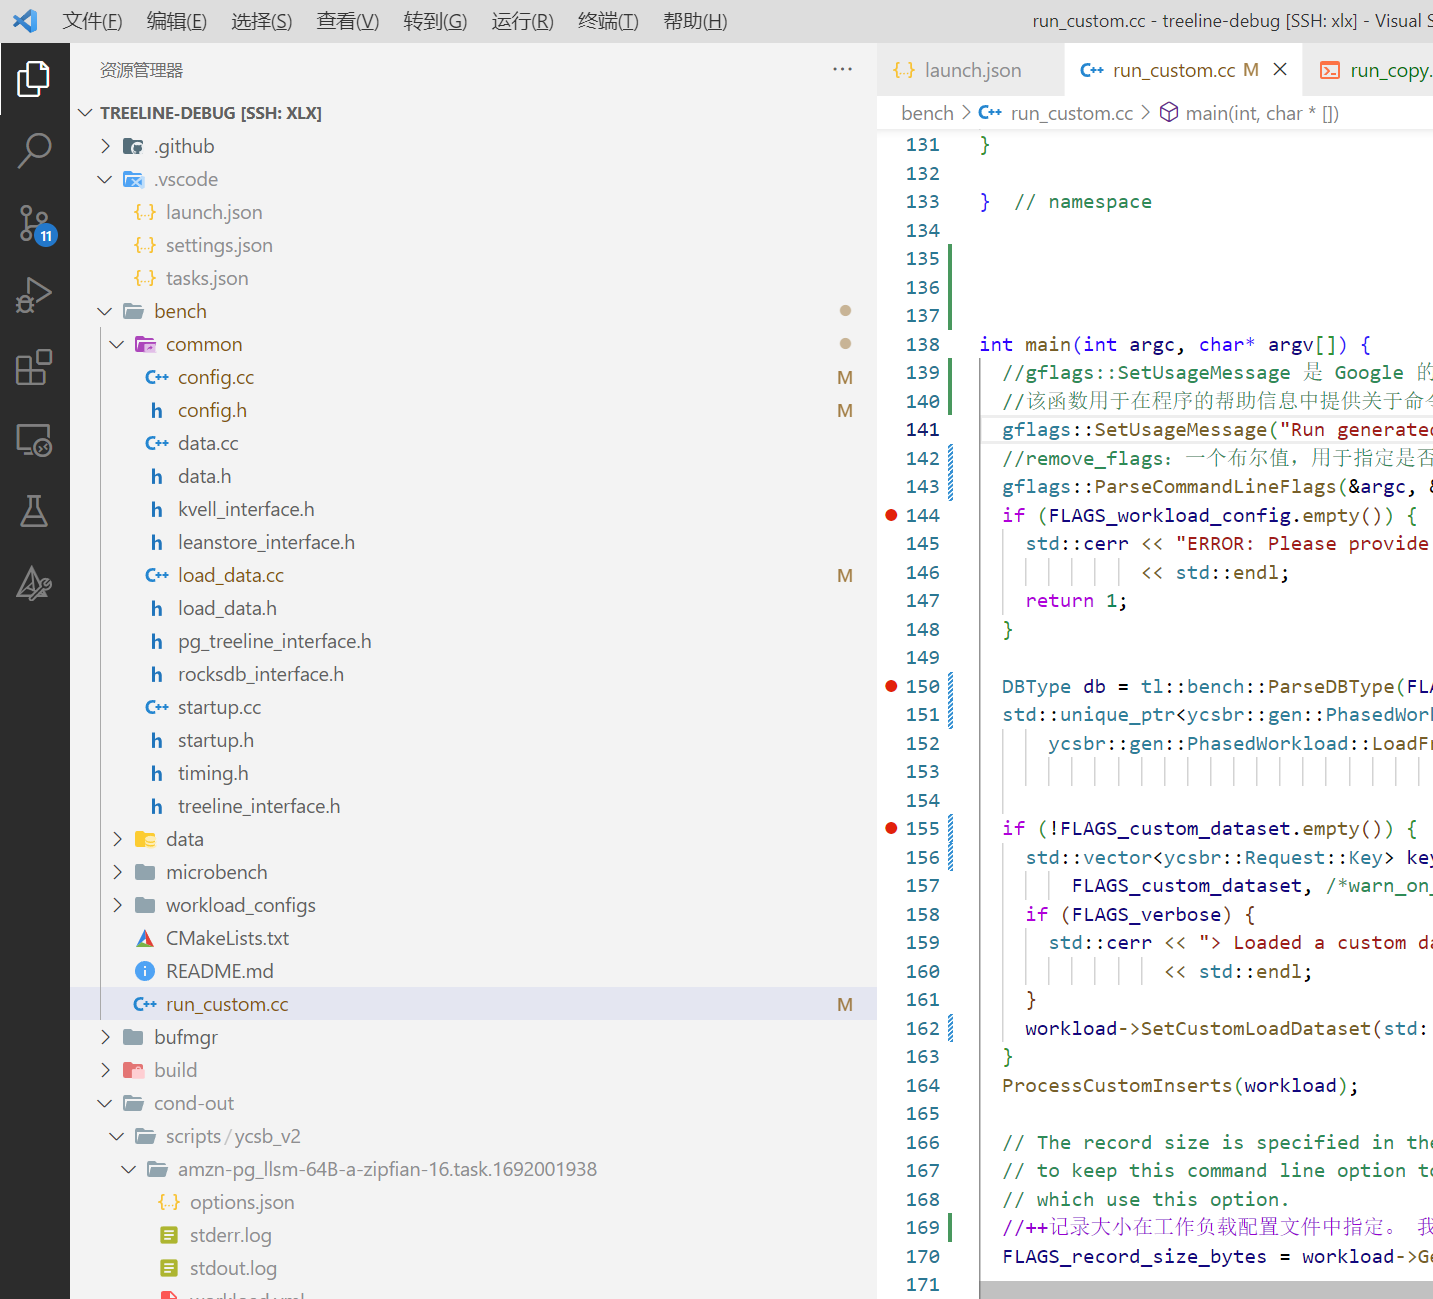 文件(F) 编辑(E) 选择(S) 查看(V) 转到(G) 运行(R) 终端(T) 帮助(H) run_custom.cc - treeline-debug [SSH: xlx] - Visual
资源管理器 ···
TREELINE-DEBUG [SSH: XLX]
.github
.vscode
launch.json
settings.json
tasks.json
11
bench
common
config.cc M
config.h M
data.cc
data.h
kvell_interface.h
leanstore_interface.h
load_data.cc M
load_data.h
pg_treeline_interface.h
rocksdb_interface.h
startup.cc
startup.h
timing.h
treeline_interface.h
data
microbench
workload_configs
CMakeLists.txt
README.md
run_custom.cc M
bufmgr
build
cond-out
scripts/ycsb_v2
amzn-pg_llsm-64B-a-zipfian-16.task.1692001938
options.json
stderr.log
stdout.log
launch.json run_custom.cc M run_copy.
bench > run_custom.cc > main(int, char * [])
131 }
132
133 }  // namespace
134
135
136
137
138 int main(int argc, char* argv[]) {
139 //gflags::SetUsageMessage 是 Google 的
140 //该函数用于在程序的帮助信息中提供关于命令
141 gflags::SetUsageMessage("Run generated
142 //remove_flags: 一个布尔值，用于指定是否
143 gflags::ParseCommandLineFlags(&argc, &
144 if (FLAGS_workload_config.empty()) {
145 std::cerr << "ERROR: Please provide
146 << std::endl;
147 return 1;
148 }
149
150 DBType db = tl::bench::ParseDBType(FL
151 std::unique_ptr<ycsbr::gen::PhasedWork
152 ycsbr::gen::PhasedWorkload::LoadFr
153
154
155 if (!FLAGS_custom_dataset.empty()) {
156 std::vector<ycsbr::Request::Key> key
157 FLAGS_custom_dataset, /*warn_on_
158 if (FLAGS_verbose) {
159 std::cerr << "> Loaded a custom da
160 << std::endl;
161 }
162 workload->SetCustomLoadDataset(std:
163 }
164 ProcessCustomInserts(workload);
165
166 // The record size is specified in the
167 // to keep this command line option to
168 // which use this option.
169 //++记录大小在工作负载配置文件中指定。 我
170 FLAGS_record_size_bytes = workload->Ge
171